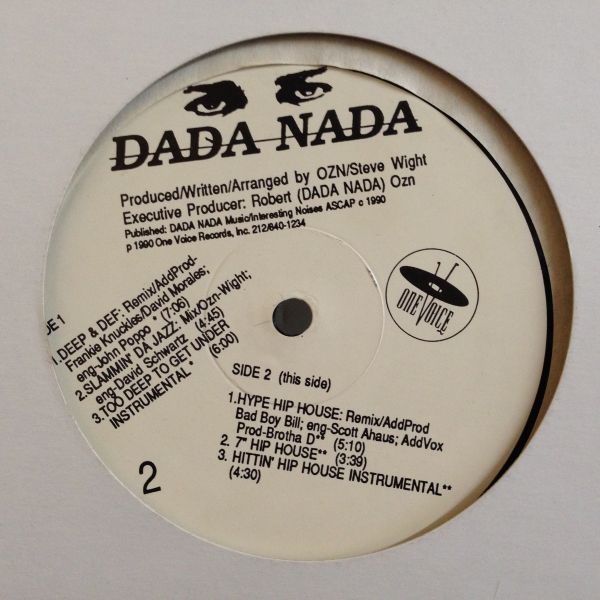 DADA NADA
Produced/Written/Arranged by OZN/Steve Wight
Executive Producer: Robert (DADA NADA) Ozn
Published: DADA NADA Music/Interesting Noises ASCAP c 1990
p 1990 One Voice Records, Inc. 212/840-1234
DE 1
1.DEEP & DEF: Remix/AddProd-
Frankie Knuckles/David Morales;
eng-John Poppo * (7:06)
2.SLAMMIN' DA JAZZ: Mix/Ozn-Wight;
eng-David Schwartz (4:45)
3.TOO DEEP TO GET UNDER
INSTRUMENTAL * (6:00)
ONE VOICE
SIDE 2 (this side)
1.HYPE HIP HOUSE: Remix/AddProd
Bad Boy Bill; eng-Scott Ahaus; AddVox
Prod-Brotha D** (5:10)
2. 7" HIP HOUSE** (3:39)
3. HITTIN' HIP HOUSE INSTRUMENTAL**
(4:30)
2